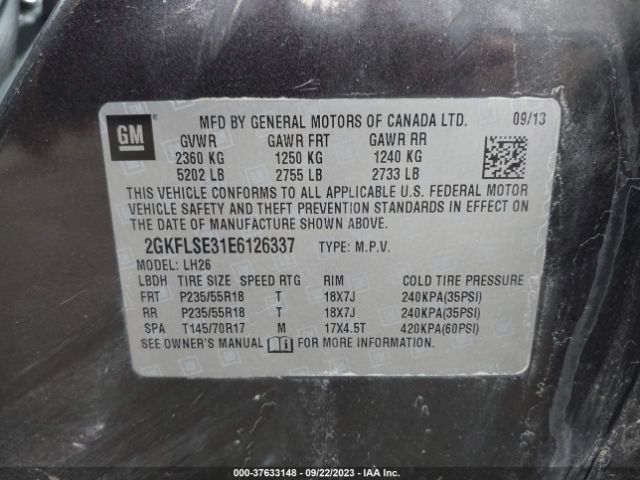 GM
MFD BY GENERAL MOTORS OF CANADA LTD. 09/13
GVWR GAWR FRT GAWR RR
2360 KG 1250 KG 1240 KG
5202 LB 2755 LB 2733 LB
THIS VEHICLE CONFORMS TO ALL APPLICABLE U.S. FEDERAL MOTOR
VEHICLE SAFETY AND THEFT PREVENTION STANDARDS IN EFFECT ON
THE DATE OF MANUFACTURE SHOWN ABOVE.
2GKFLSE31E6126337 TYPE: M.P.V.
MODEL: LH26
LBDH TIRE SIZE SPEED RTG RIM COLD TIRE PRESSURE
FRT P235/55R18 T 18X7J 240KPA(35PSI)
RR P235/55R18 T 18X7J 240KPA(35PSI)
SPA T145/70R17 M 17X4.5T 420KPA(60PSI)
SEE OWNER'S MANUAL FOR MORE INFORMATION.
000-37633148 - 09/22/2023 - IAAI.COM